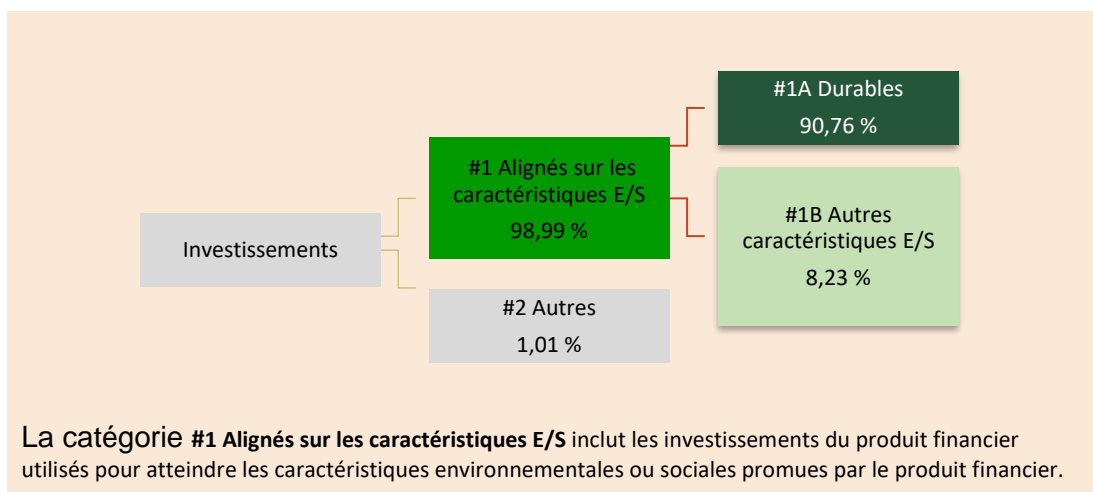 #1A Durables
90,76 %
#1 Alignés sur les
caractéristiques E/S
98,99 %
#1B Autres
caractéristiques E/S
8,23 %
Investissements
#2 Autres
1,01 %
La catégorie #1 Alignés sur les caractéristiques E/S inclut les investissements du produit financier
utilisés pour atteindre les caractéristiques environnementales ou sociales promues par le produit financier.